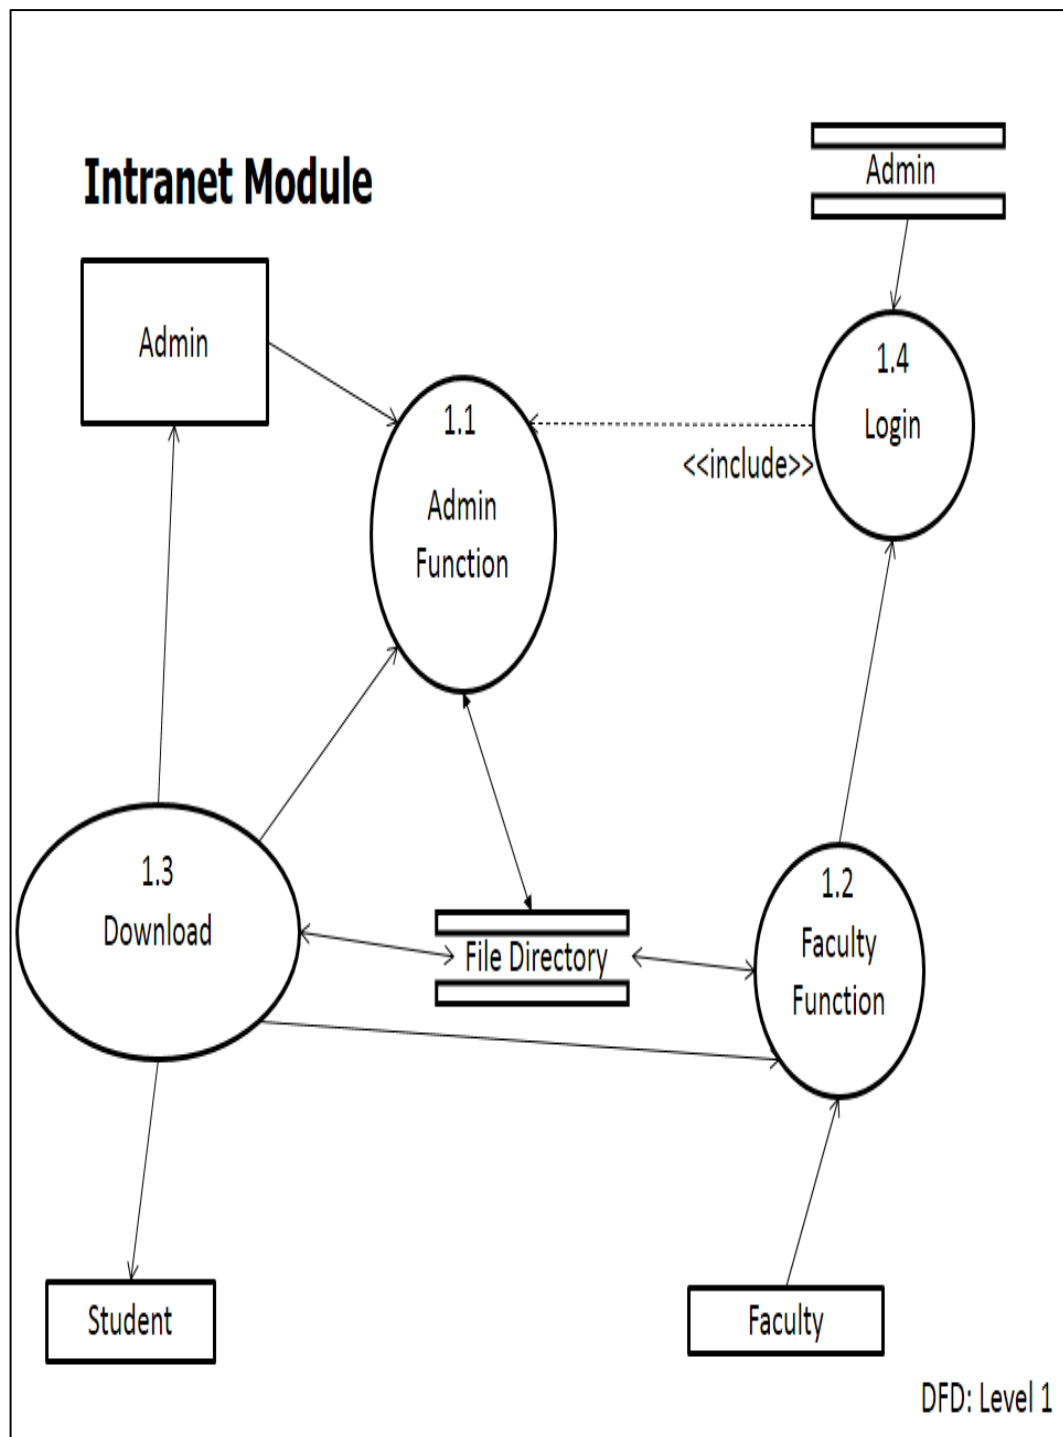 Intranet Module
Admin
Admin
1.1
Admin
Function
1.4
Login
<<include>>
1.3
Download
File Directory
1.2
Faculty
Function
Student
Faculty
DFD: Level 1